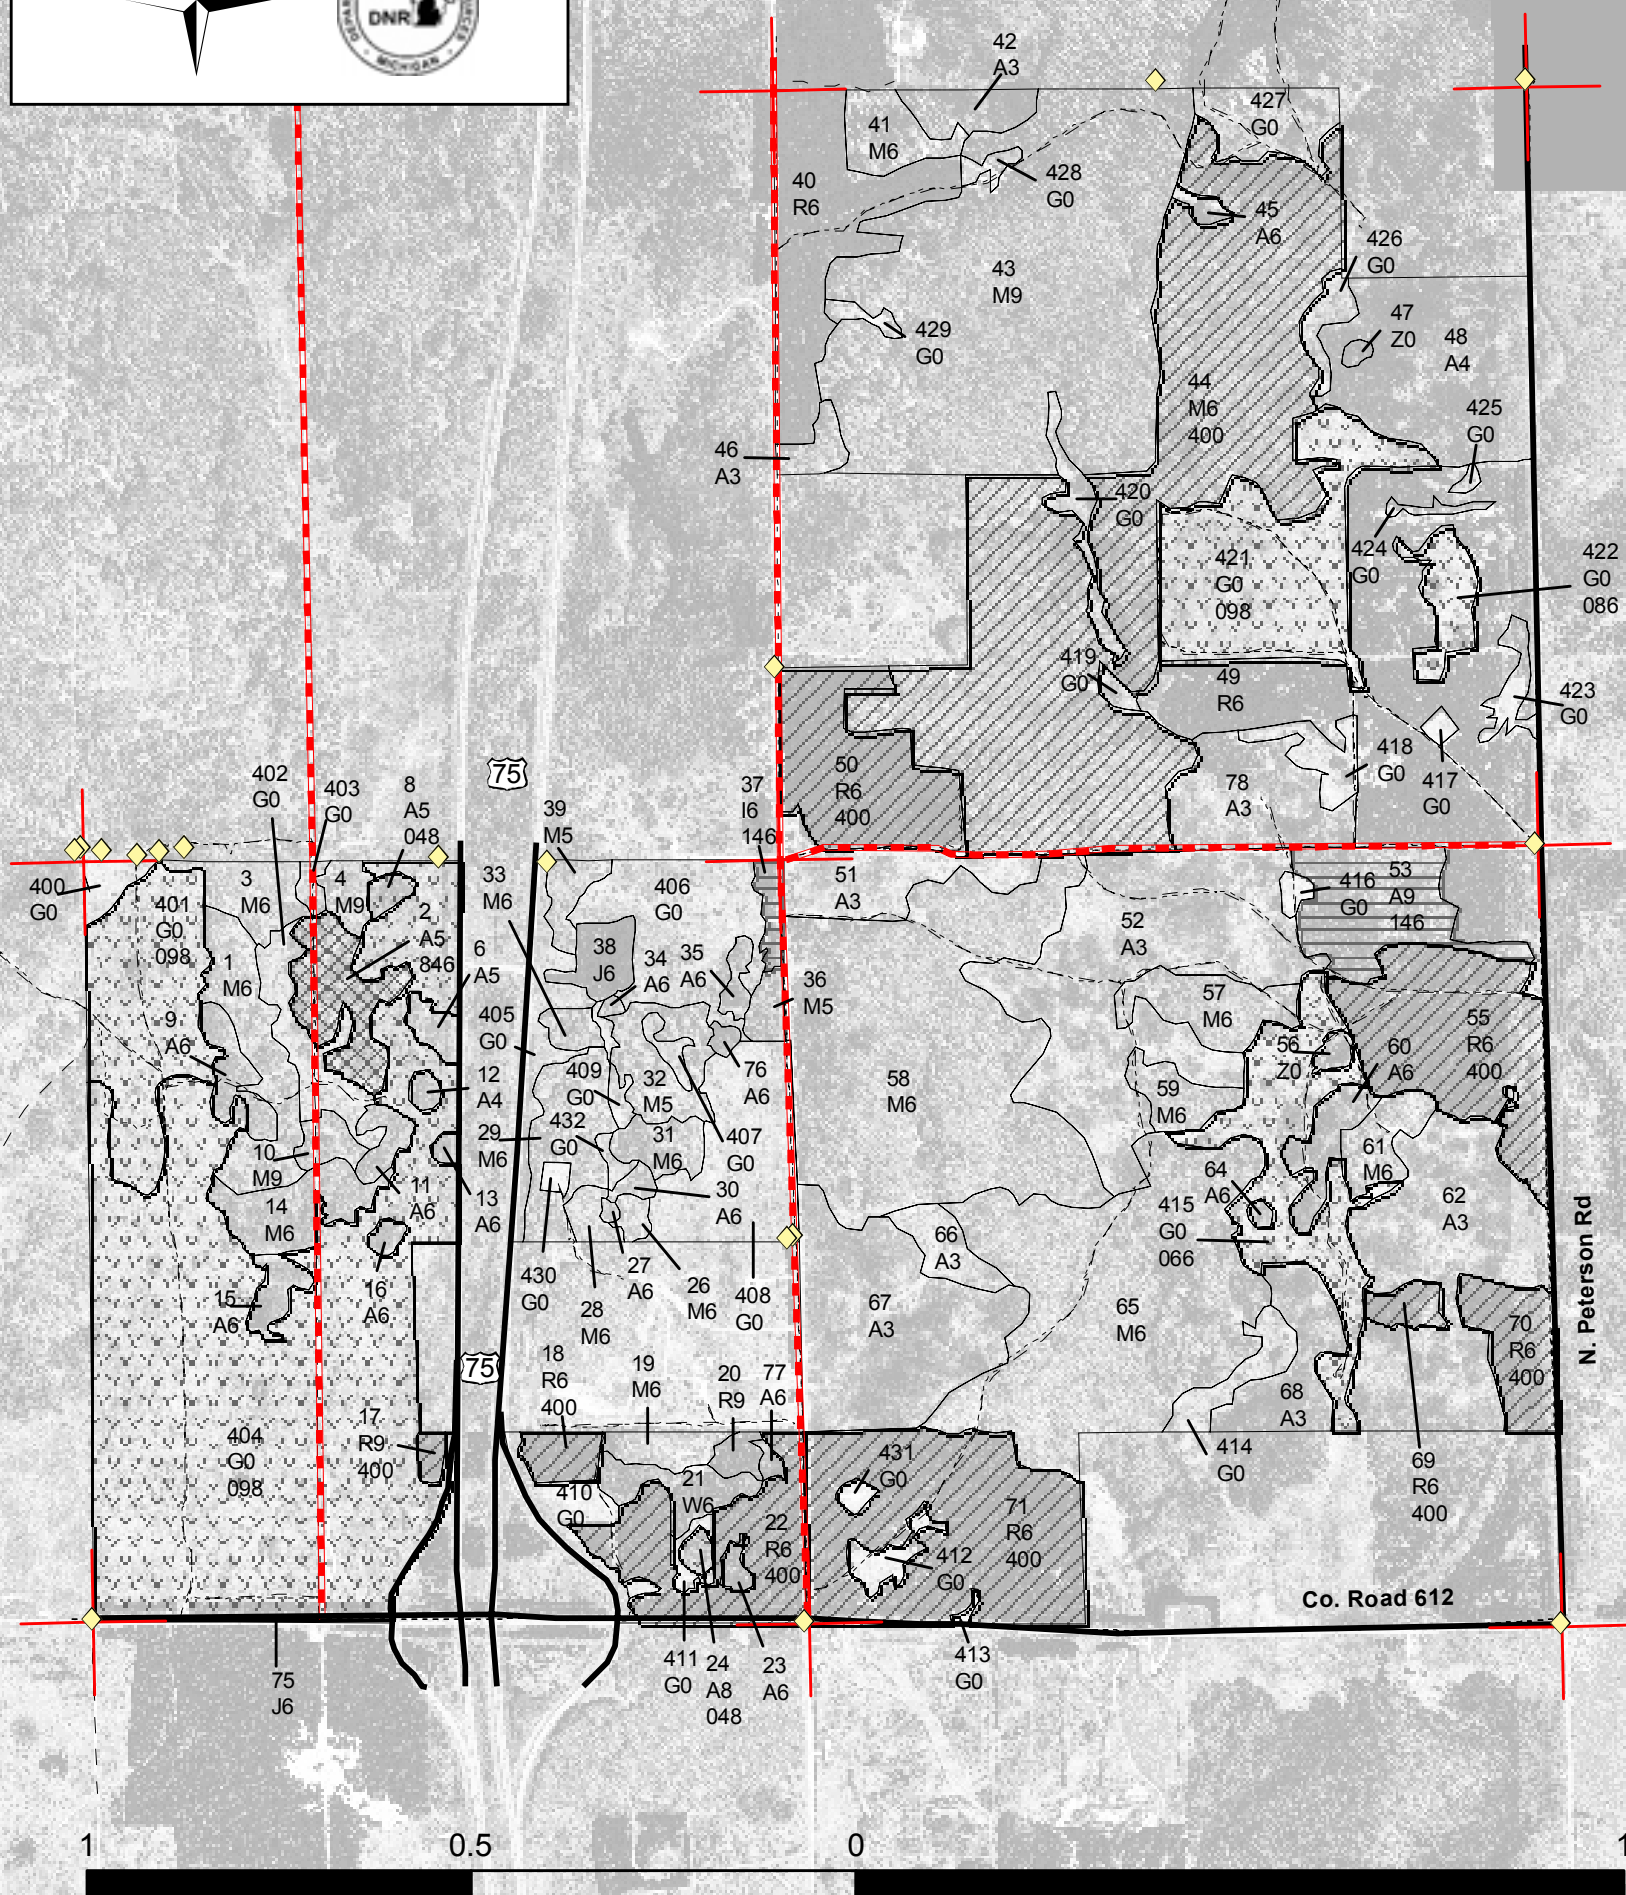 DNR
MICHIGAN
42
A3
427
G0
41
M6
428
G0
40
R6
45
A6
426
G0
43
M9
47
Z0
48
A4
429
G0
44
M6
400
425
G0
46
A3
420
G0
424
G0
421
G0
098
422
G0
086
419
G0
49
R6
423
G0
418
G0
417
G0
78
A3
50
R6
400
75
402
G0
403
G0
8
A5
048
39
M5
37
I6
146
400
G0
401
G0
098
3
M6
4
M9
2
A5
846
33
M6
406
G0
51
A3
416
G0
53
A9
146
52
A3
1
M6
6
A5
38
J6
34
A6
35
A6
36
M5
9
A6
405
G0
57
M6
55
R6
400
56
Z0
60
A6
12
A4
409
G0
32
M5
76
A6
58
M6
59
M6
29
M6
432
G0
31
M6
407
G0
10
M9
11
A6
13
A6
30
A6
61
M6
64
A6
62
A3
14
M6
415
G0
066
66
A3
16
A6
15
A6
430
G0
27
A6
26
M6
28
M6
408
G0
67
A3
65
M6
N. Peterson Rd
75
18
R6
400
19
M6
20
R9
77
A6
70
R6
400
68
A3
404
G0
098
17
R9
400
431
G0
414
G0
69
R6
400
410
G0
21
W6
22
R6
400
71
R6
400
412
G0
Co. Road 612
411
G0
24
A8
048
23
A6
413
G0
75
J6
1 0.5 0 1